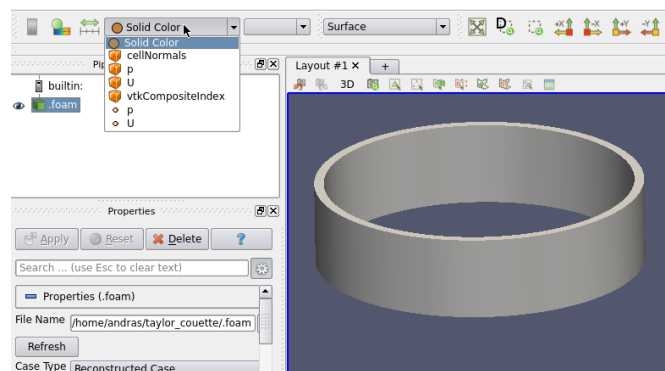 Solid Color
Surface
Solid Color
cellNormals
p
U
vtkCompositeIndex
p
U
Pip
builtin:
.foam
Layout #1
+
3D
Properties
Apply
Reset
Delete
?
Search ... (use Esc to clear text)
Properties (.foam)
File Name
/home/andras/taylor_couette/.foam
Refresh
Case Type
Reconstructed Case
D
+X
-X
+Y
-Y